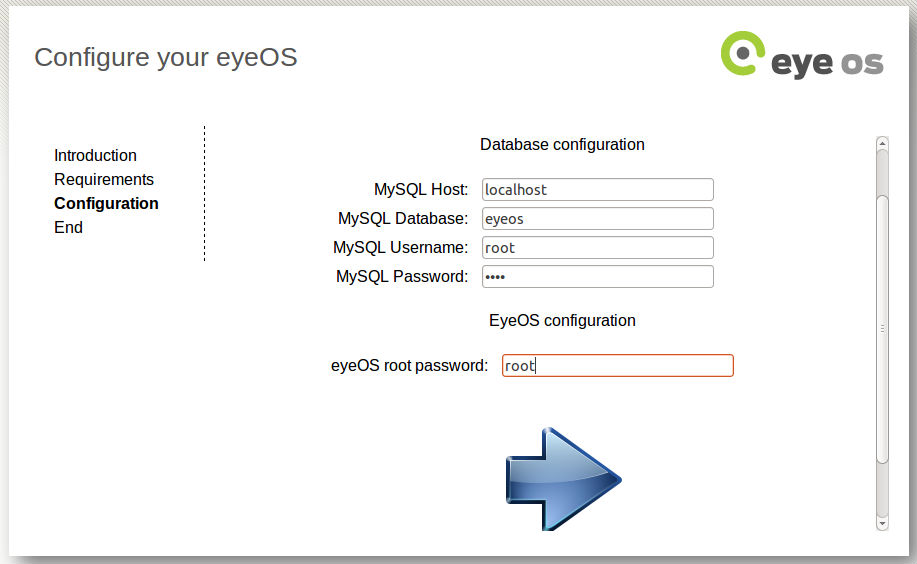 Configure your eyeOS
eye os
Introduction
Requirements
Configuration
End
Database configuration
MySQL Host: localhost
MySQL Database: eyeos
MySQL Username: root
MySQL Password: ••••
EyeOS configuration
eyeOS root password: root